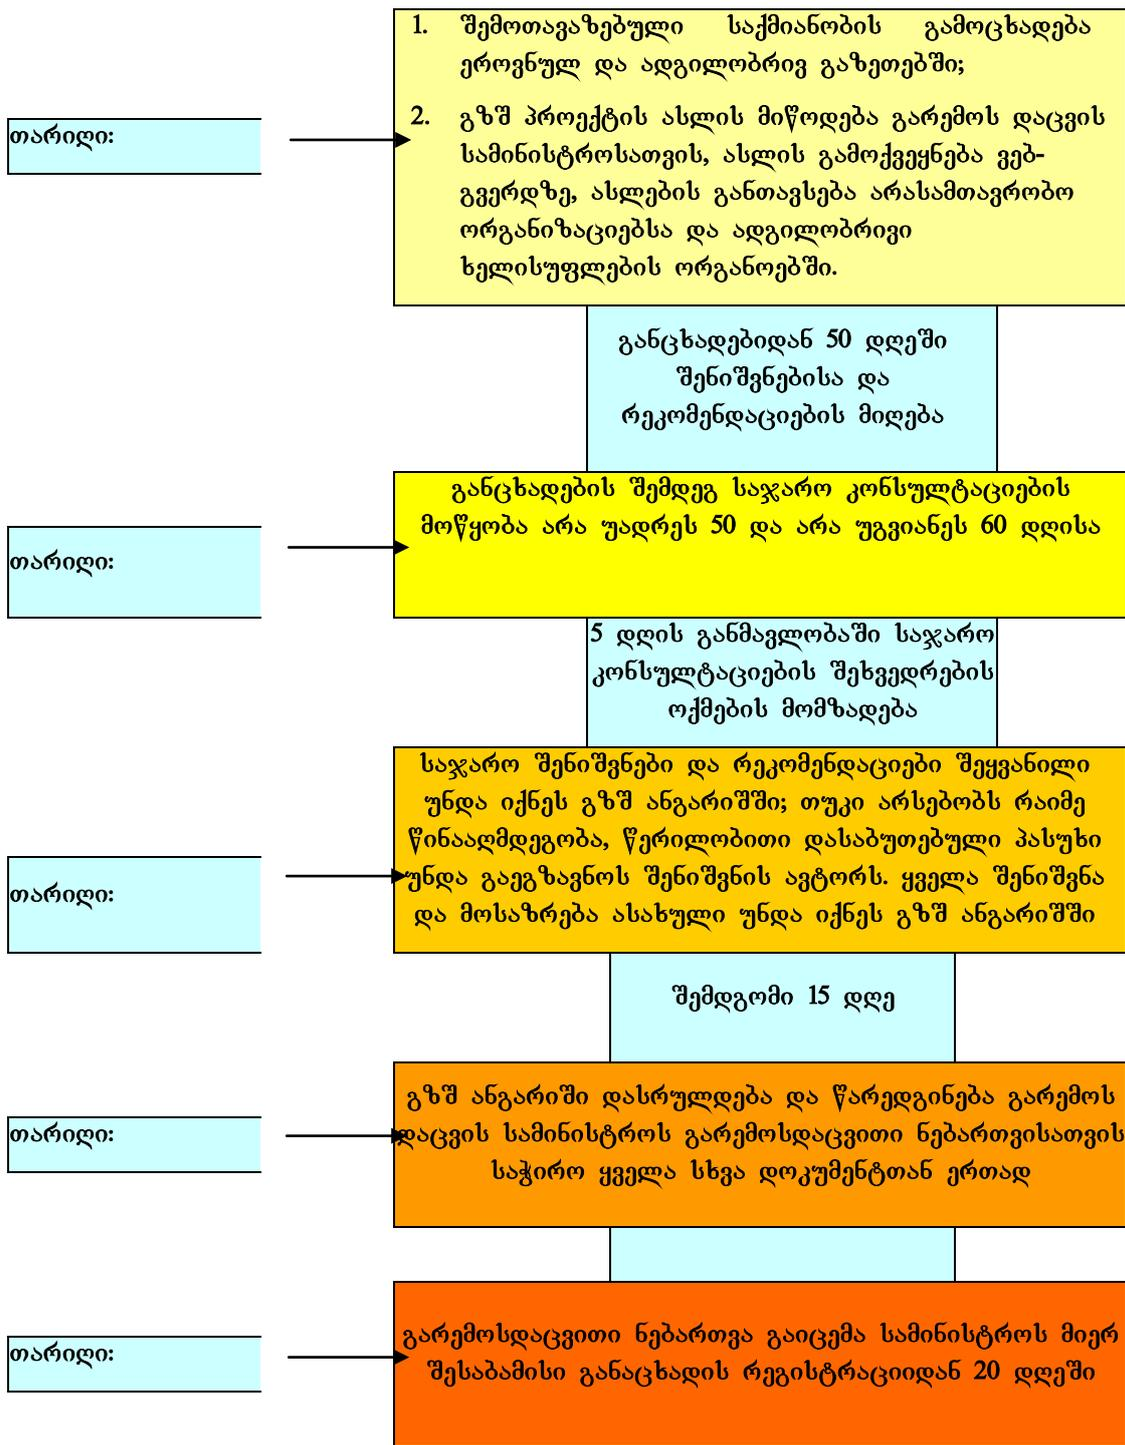 1. შემოთავაზებული საქმიანობის გამოცხადება
ეროვნულ და ადგილობრივ გაზეთებში;
თარიღი:
2. გზშ პროექტის ასლის მიწოდება გარემოს დაცვის
სამინისტროსათვის, ასლის გამოქვეყნება ვებ-
გვერდზე, ასლების განთავსება არასამთავრობო
ორგანიზაციებსა და ადგილობრივი
ხელისუფლების ორგანოებში.
განცხადებიდან 50 დღეში
შენიშვნებისა და
რეკომენდაციების მიღება
განცხადების შემდეგ საჯარო კონსულტაციების
მოწყობა არა უადრეს 50 და არა უგვიანეს 60 დღისა
თარიღი:
5 დღის განმავლობაში საჯარო
კონსულტაციების შეხვედრების
ოქმების მომზადება
საჯარო შენიშვნები და რეკომენდაციები შეყვანილი
უნდა იქნეს გზშ ანგარიშში; თუკი არსებობს რაიმე
წინააღმდეგობა, წერილობითი დასაბუთებული პასუხი
უნდა გაეგზავნოს შენიშვნის ავტორს. ყველა შენიშვნა
და მოსაზრება ასახული უნდა იქნეს გზშ ანგარიშში
თარიღი:
შემდგომი 15 დღე
გზშ ანგარიში დასრულდება და წარედგინება გარემოს
დაცვის სამინისტროს გარემოსდაცვითი ნებართვისათვის
საჭირო ყველა სხვა დოკუმენტთან ერთად
თარიღი:
გარემოსდაცვითი ნებართვა გაიცემა სამინისტროს მიერ
შესაბამისი განაცხადის რეგისტრაციიდან 20 დღეში
თარიღი: